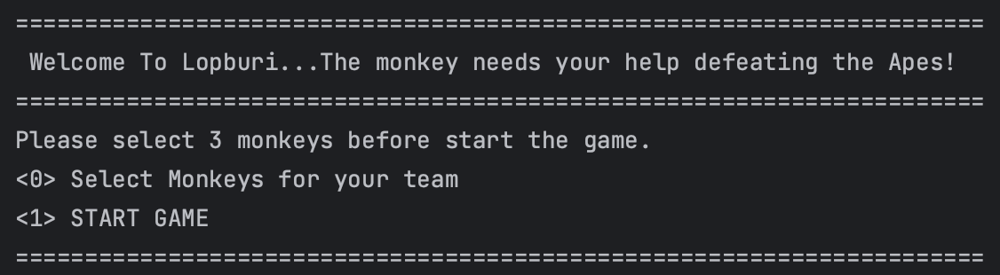 ======================================================================
 Welcome To Lopburi...The monkey needs your help defeating the Apes!
======================================================================
Please select 3 monkeys before start the game.
<0> Select Monkeys for your team
<1> START GAME
======================================================================